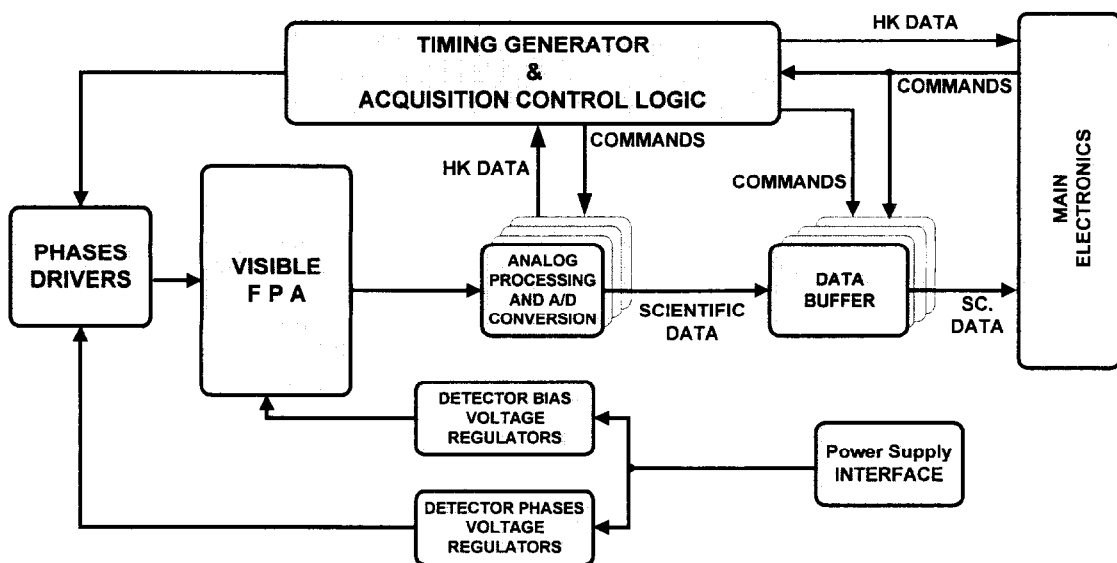 TIMING GENERATOR
&
ACQUISITION CONTROL LOGIC
HK DATA
COMMANDS
HK DATA
COMMANDS
COMMANDS
MAIN
ELECTRONICS
PHASES
DRIVERS
VISIBLE
F P A
ANALOG
PROCESSING
AND A/D
CONVERSION
SCIENTIFIC
DATA
DATA
BUFFER
SC.
DATA
DETECTOR BIAS
VOLTAGE
REGULATORS
Power Supply
INTERFACE
DETECTOR PHASES
VOLTAGE
REGULATORS